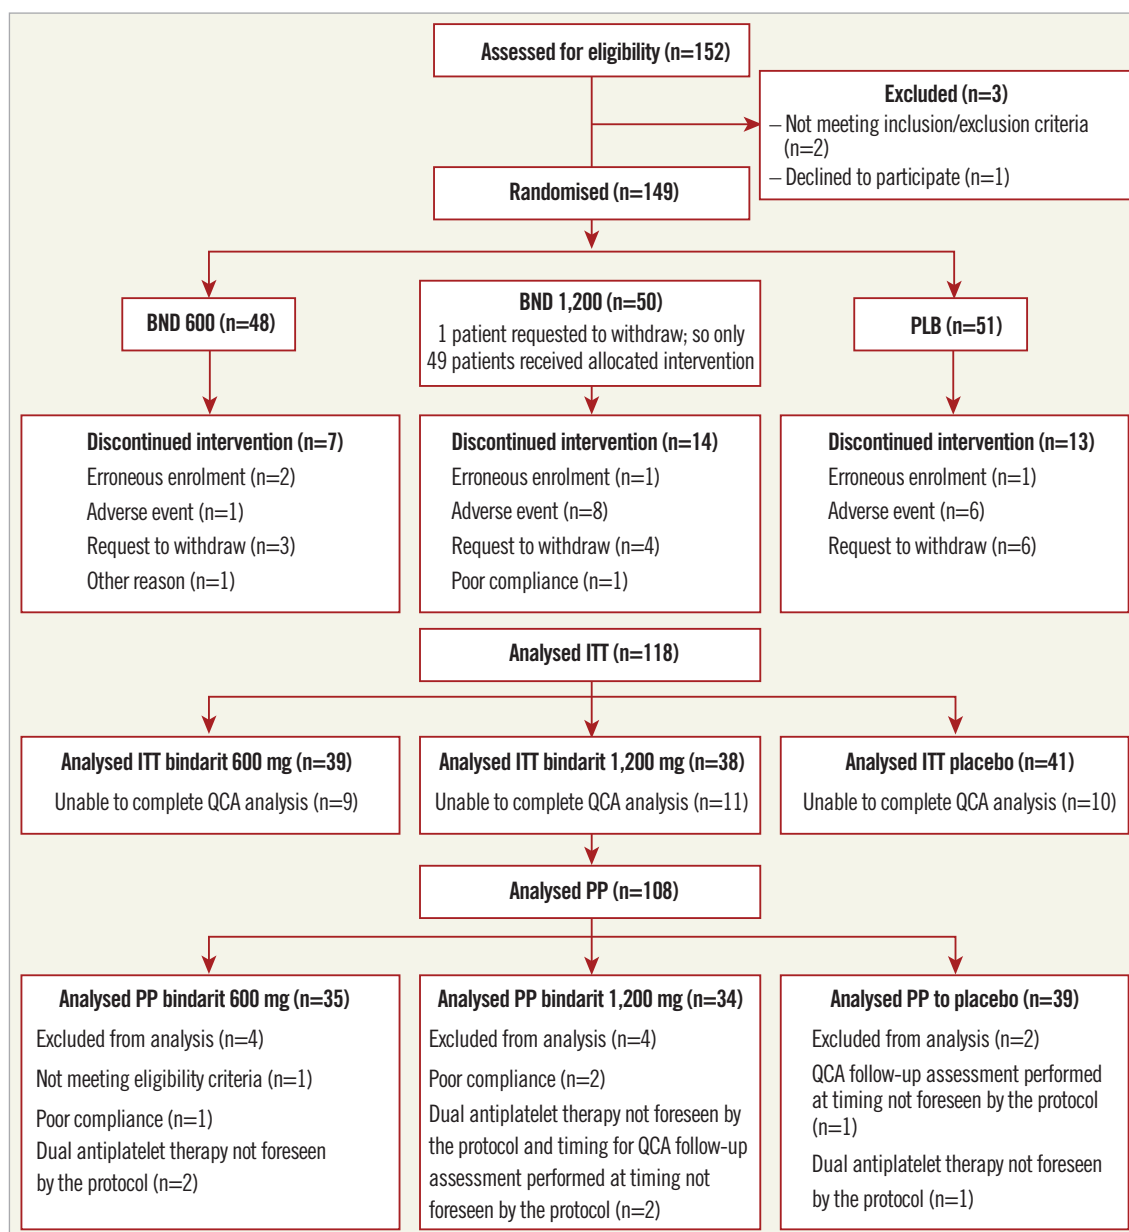 Assessed for eligibility (n=152)
Excluded (n=3)
– Not meeting inclusion/exclusion criteria
(n=2)
– Declined to participate (n=1)
Randomised (n=149)
BND 600 (n=48)
BND 1,200 (n=50)
1 patient requested to withdraw; so only
49 patients received allocated intervention
PLB (n=51)
Discontinued intervention (n=7)
Erroneous enrolment (n=2)
Adverse event (n=1)
Request to withdraw (n=3)
Other reason (n=1)
Discontinued intervention (n=14)
Erroneous enrolment (n=1)
Adverse event (n=8)
Request to withdraw (n=4)
Poor compliance (n=1)
Discontinued intervention (n=13)
Erroneous enrolment (n=1)
Adverse event (n=6)
Request to withdraw (n=6)
Analysed ITT (n=118)
Analysed ITT bindarit 600 mg (n=39)
Unable to complete QCA analysis (n=9)
Analysed ITT bindarit 1,200 mg (n=38)
Unable to complete QCA analysis (n=11)
Analysed ITT placebo (n=41)
Unable to complete QCA analysis (n=10)
Analysed PP (n=108)
Analysed PP bindarit 600 mg (n=35)
Excluded from analysis (n=4)
Not meeting eligibility criteria (n=1)
Poor compliance (n=1)
Dual antiplatelet therapy not foreseen
by the protocol (n=2)
Analysed PP bindarit 1,200 mg (n=34)
Excluded from analysis (n=4)
Poor compliance (n=2)
Dual antiplatelet therapy not foreseen by
the protocol and timing for QCA follow-up
assessment performed at timing not
foreseen by the protocol (n=2)
Analysed PP to placebo (n=39)
Excluded from analysis (n=2)
QCA follow-up assessment performed
at timing not foreseen by the protocol
(n=1)
Dual antiplatelet therapy not foreseen
by the protocol (n=1)